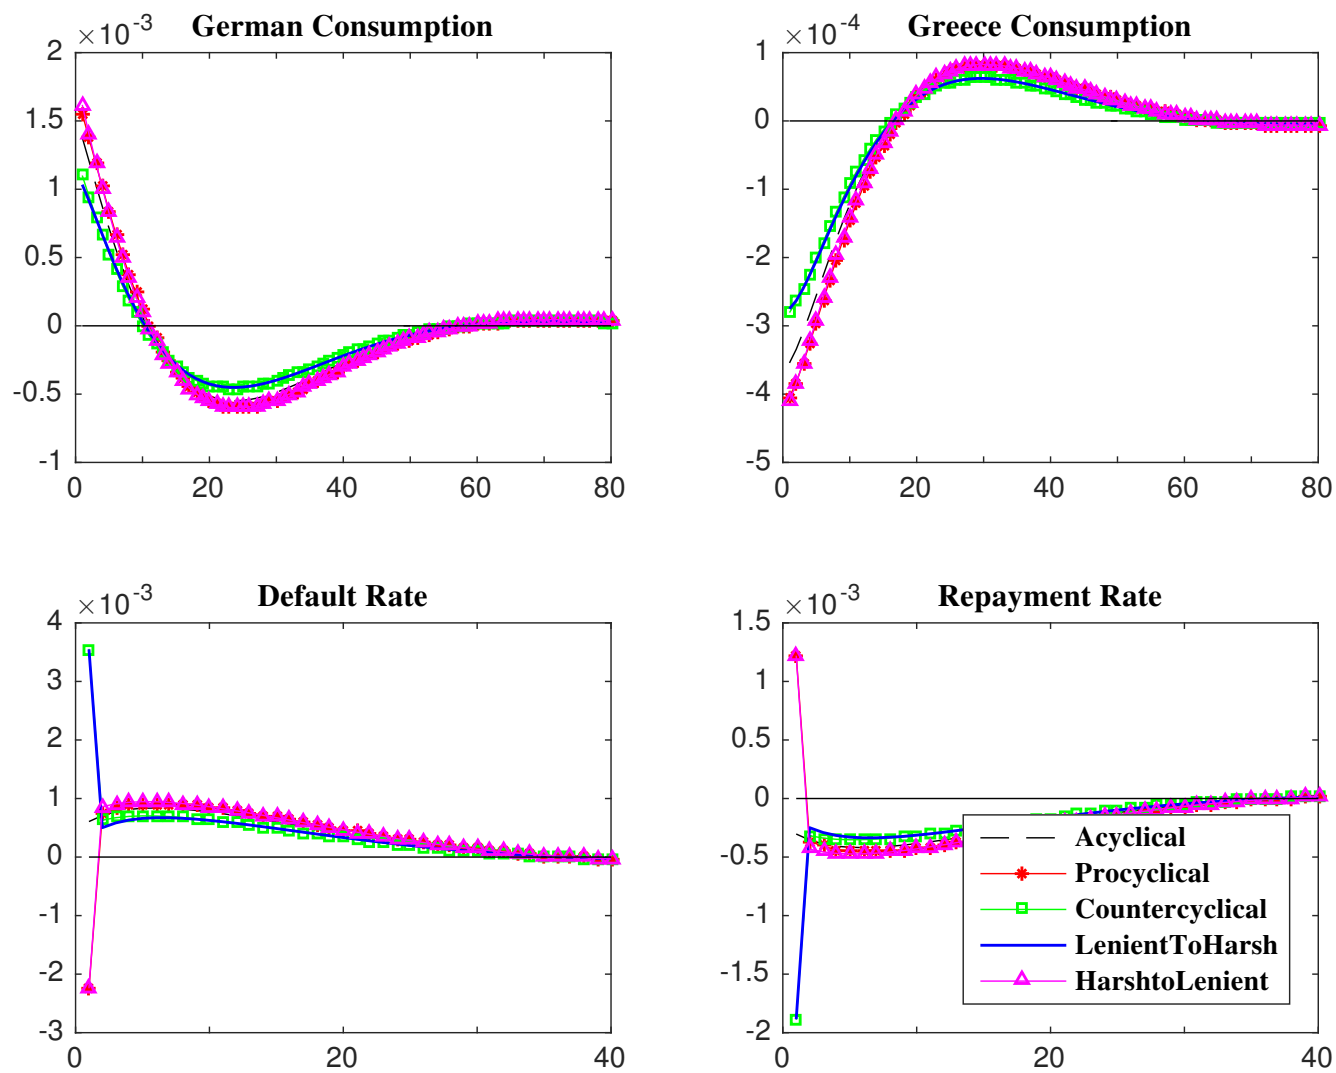 German Consumption
×10-3
2
1.5
1
0.5
0
-0.5
-1
0 20 40 60 80
Greece Consumption
×10-4
1
0
-1
-2
-3
-4
-5
0 20 40 60 80
Default Rate
×10-3
4
3
2
1
0
-1
-2
-3
0 20 40
Repayment Rate
×10-3
1.5
1
0.5
0
-0.5
-1
-1.5
-2
0 20 40
Acyclical
Procyclical
Countercyclical
LenientToHarsh
HarshtoLenient